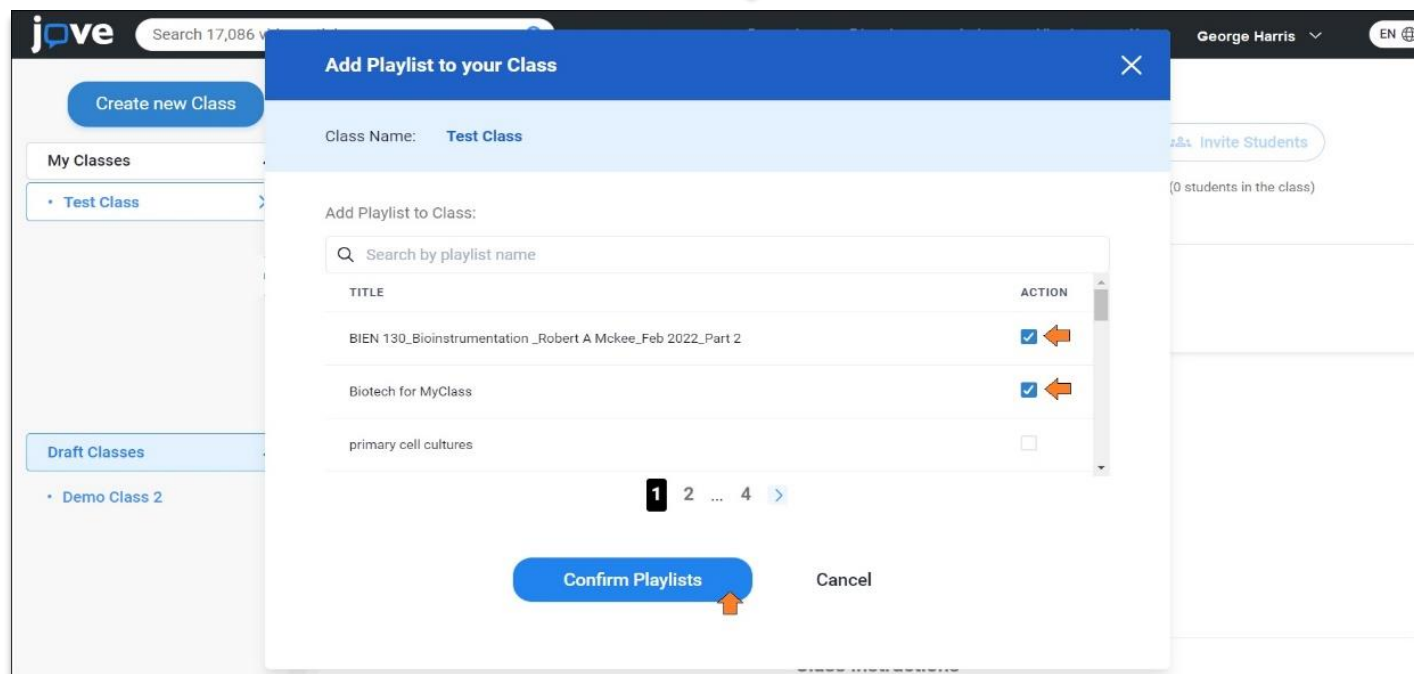 jove
Search 17,086
George Harris
EN
Create new Class
My Classes
• Test Class
Draft Classes
• Demo Class 2
Add Playlist to your Class
Class Name: Test Class
Add Playlist to Class:
Search by playlist name
TITLE ACTION
BIEN 130_Bioinstrumentation _Robert A Mckee_Feb 2022_Part 2
Biotech for MyClass
primary cell cultures
1 2 ... 4 >
Confirm Playlists Cancel
Invite Students
(0 students in the class)